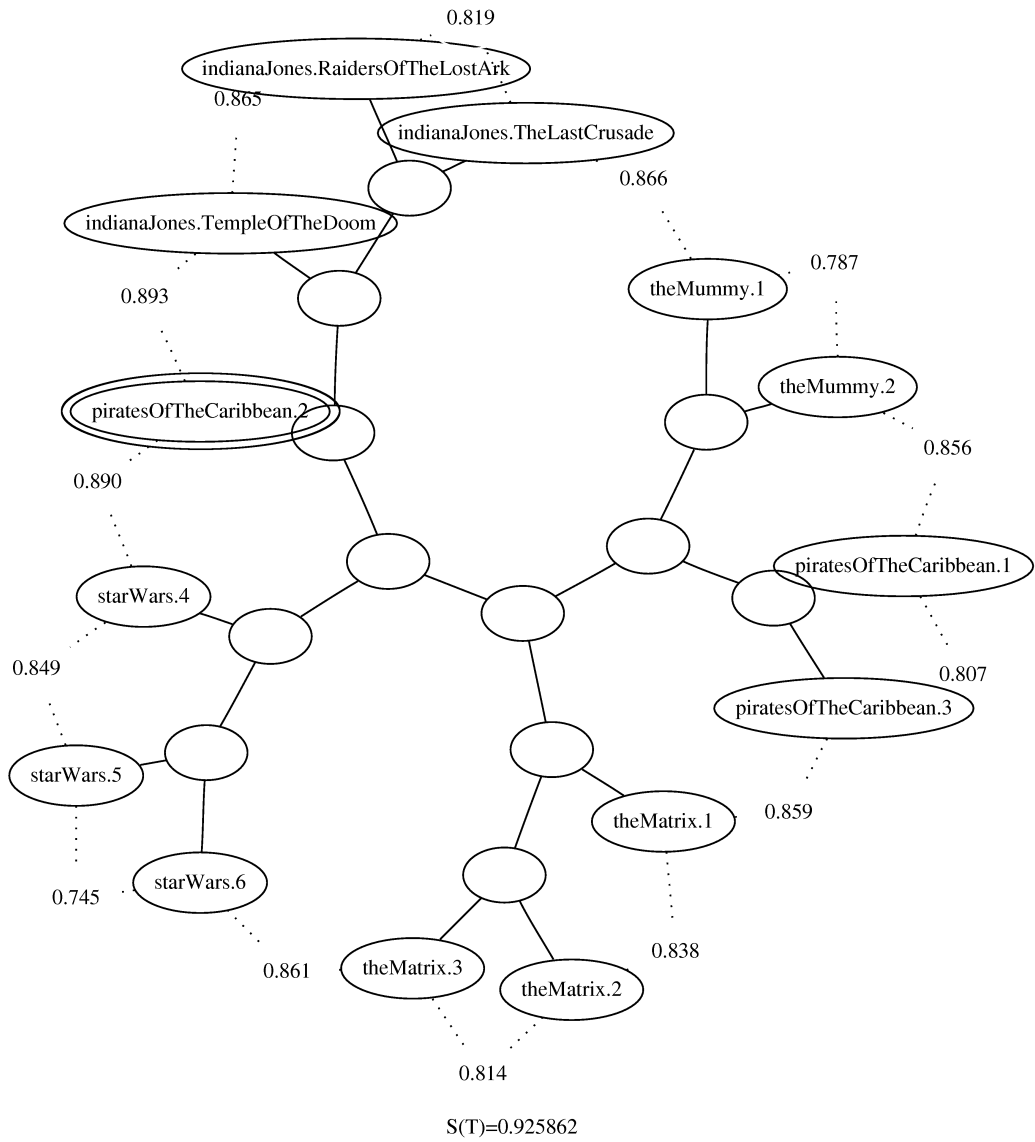 0.819
indianaJones.RaidersOfTheLostArk
0.865
indianaJones.TheLastCrusade
0.866
indianaJones.TempleOfTheDoom
0.787
theMummy.1
0.893
theMummy.2
piratesOfTheCaribbean.2
0.856
0.890
piratesOfTheCaribbean.1
starWars.4
0.849
0.807
piratesOfTheCaribbean.3
starWars.5
0.859
theMatrix.1
starWars.6
0.745
0.838
theMatrix.3
0.861
theMatrix.2
0.814
S(T)=0.925862